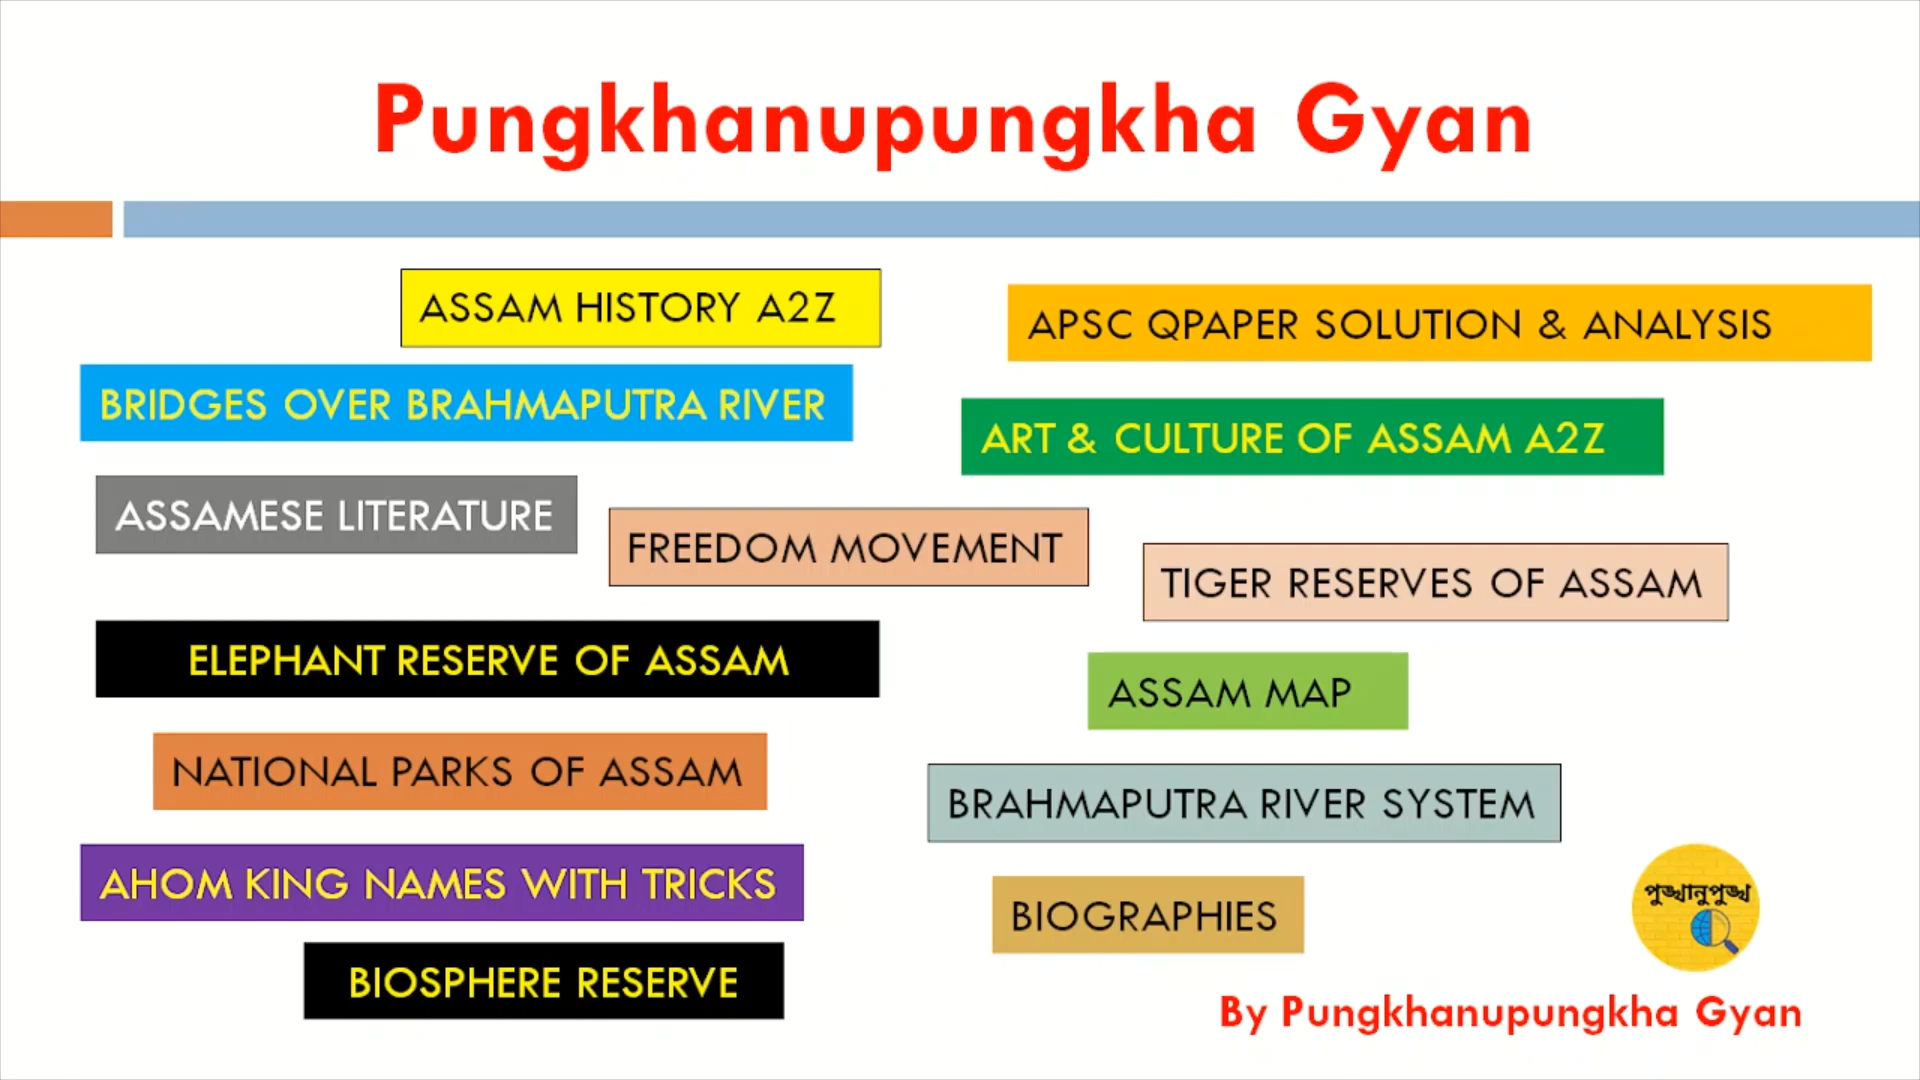 Pungkhanupungkha Gyan
ASSAM HISTORY A2Z
APSC QPAPER SOLUTION & ANALYSIS
BRIDGES OVER BRAHMAPUTRA RIVER
ART & CULTURE OF ASSAM A2Z
ASSAMESE LITERATURE
FREEDOM MOVEMENT
TIGER RESERVES OF ASSAM
ELEPHANT RESERVE OF ASSAM
ASSAM MAP
NATIONAL PARKS OF ASSAM
BRAHMAPUTRA RIVER SYSTEM
AHOM KING NAMES WITH TRICKS
BIOGRAPHIES
পুঙ্খানুপুঙ্খ
BIOSPHERE RESERVE
By Pungkhanupungkha Gyan